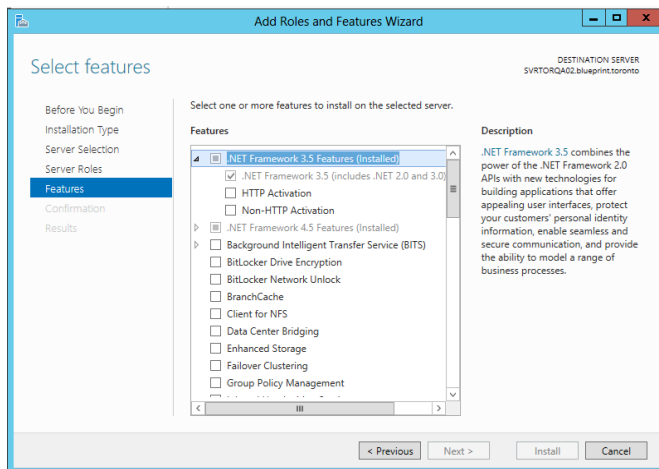 Add Roles and Features Wizard
Select features
DESTINATION SERVER
SVRTORQA02.blueprint.toronto
Before You Begin
Installation Type
Server Selection
Server Roles
Features
Confirmation
Results
Select one or more features to install on the selected server.
Features
.NET Framework 3.5 Features (Installed)
.NET Framework 3.5 (includes .NET 2.0 and 3.0)
HTTP Activation
Non-HTTP Activation
.NET Framework 4.5 Features (Installed)
Background Intelligent Transfer Service (BITS)
BitLocker Drive Encryption
BitLocker Network Unlock
BranchCache
Client for NFS
Data Center Bridging
Enhanced Storage
Failover Clustering
Group Policy Management
Description
.NET Framework 3.5 combines the
power of the .NET Framework 2.0
APIs with new technologies for
building applications that offer
appealing user interfaces, protect
your customers' personal identity
information, enable seamless and
secure communication, and provide
the ability to model a range of
business processes.
< Previous
Next >
Install
Cancel